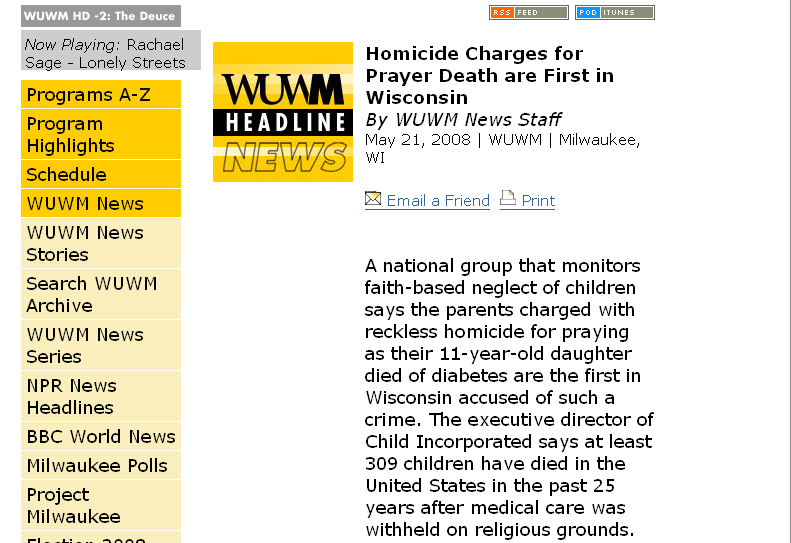 WUWM HD -2: The Deuce
RSS FEED
POD iTUNES
Now Playing: Rachael
Sage - Lonely Streets
Programs A-Z
Program
Highlights
Schedule
WUWM News
WUWM News
Stories
Search WUWM
Archive
WUWM News
Series
NPR News
Headlines
BBC World News
Milwaukee Polls
Project
Milwaukee
Election 2008
WUWM
HEADLINE
NEWS
Homicide Charges for
Prayer Death are First in
Wisconsin
By WUWM News Staff
May 21, 2008 | WUWM | Milwaukee,
WI
Email a Friend Print
A national group that monitors
faith-based neglect of children
says the parents charged with
reckless homicide for praying
as their 11-year-old daughter
died of diabetes are the first in
Wisconsin accused of such a
crime. The executive director of
Child Incorporated says at least
309 children have died in the
United States in the past 25
years after medical care was
withheld on religious grounds.